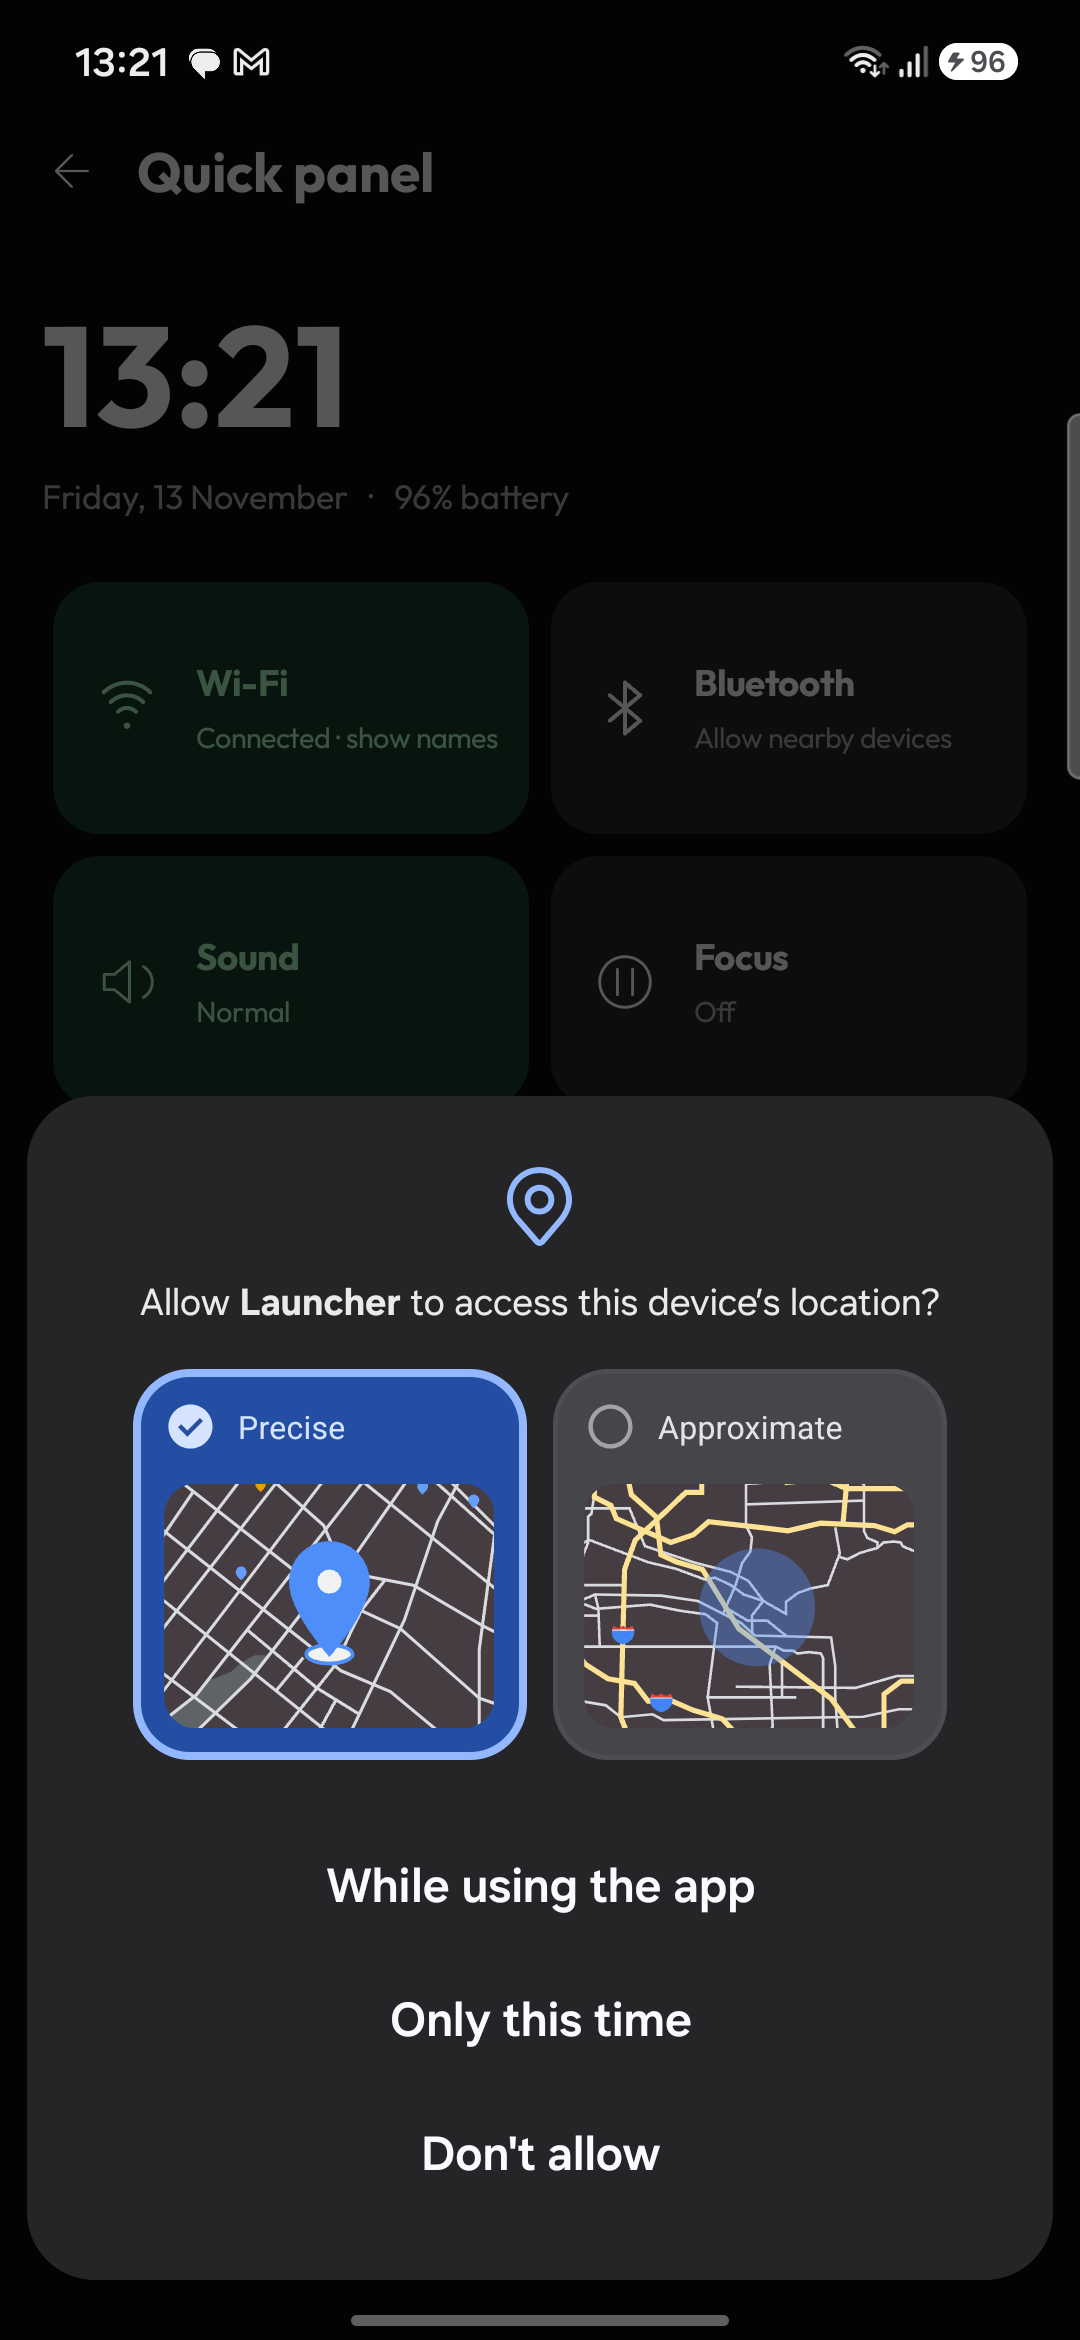 13:21
96
Quick panel
13:21
Friday, 13 November · 96% battery
Wi-Fi
Connected · show names
Bluetooth
Allow nearby devices
Sound
Normal
Focus
Off
Allow Launcher to access this device's location?
Precise
Approximate
While using the app
Only this time
Don't allow